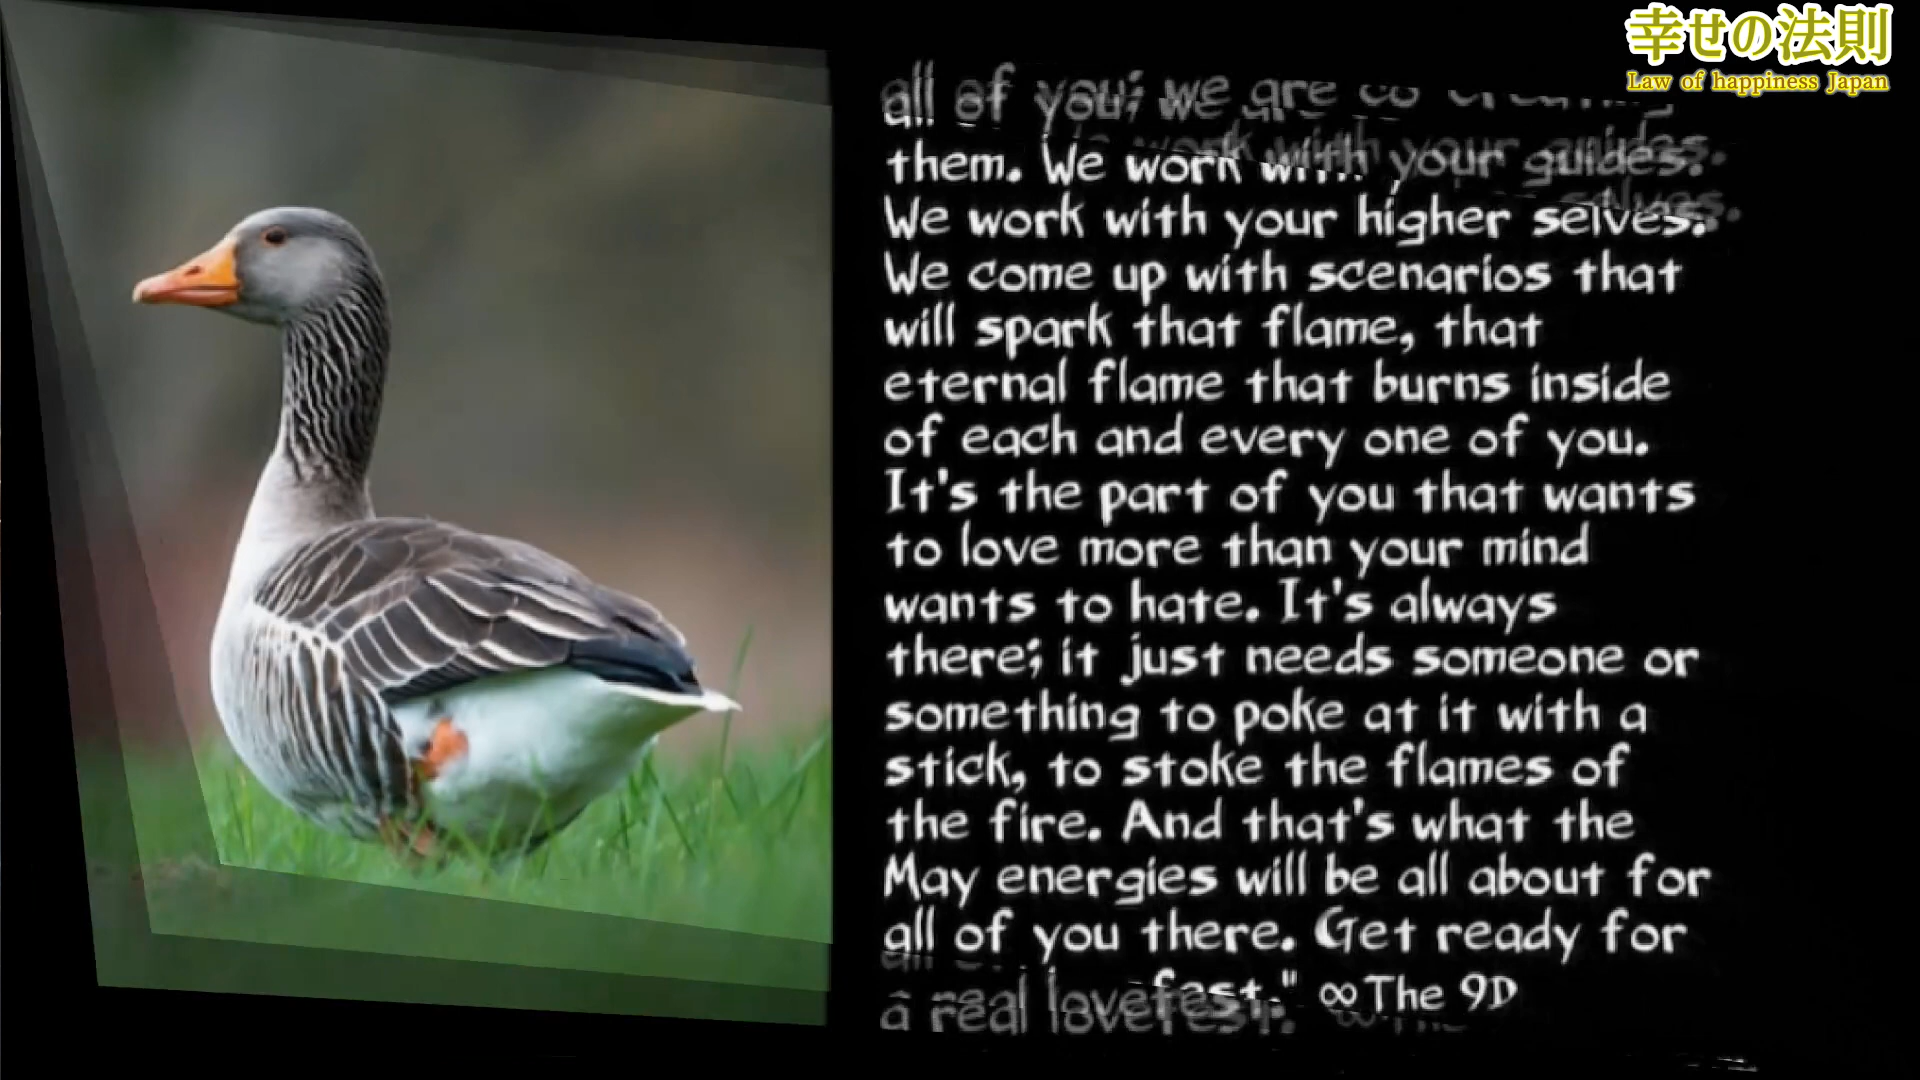 幸せの法則
Law of happiness Japan
all of you; we are co creating
them. We work with your guides.
We work with your higher selves.
We come up with scenarios that
will spark that flame, that
eternal flame that burns inside
of each and every one of you.
It's the part of you that wants
to love more than your mind
wants to hate. It's always
there; it just needs someone or
something to poke at it with a
stick, to stoke the flames of
the fire. And that's what the
May energies will be all about for
all of you there. Get ready for
a real lovefest." ∞The 9D